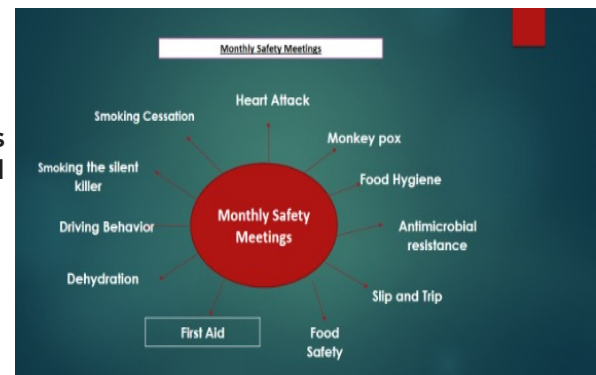 s
l
Monthly Safety Meetings
Heart Attack
Smoking Cessation
Monkey pox
Smoking the silent
killer
Food Hygiene
Monthly Safety
Meetings
Driving Behavior
Antimicrobial
resistance
Dehydration
Slip and Trip
First Aid
Food
Safety